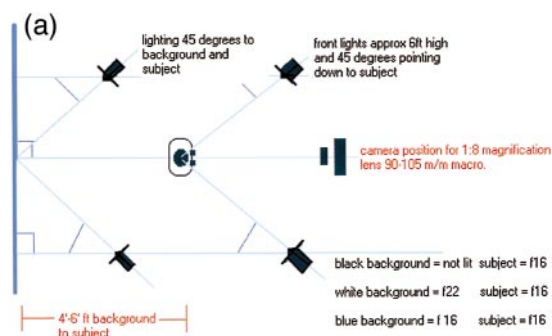 (a)
lighting 45 degrees to
background and
subject
front lights approx 6ft high
and 45 degrees pointing
down to subject
camera position for 1:8 magnification
lens 90-105 m/m macro.
black background = not lit subject = f16
white background = f22 subject = f16
blue background = f 16 subject = f16
4'-6' ft background
to subject